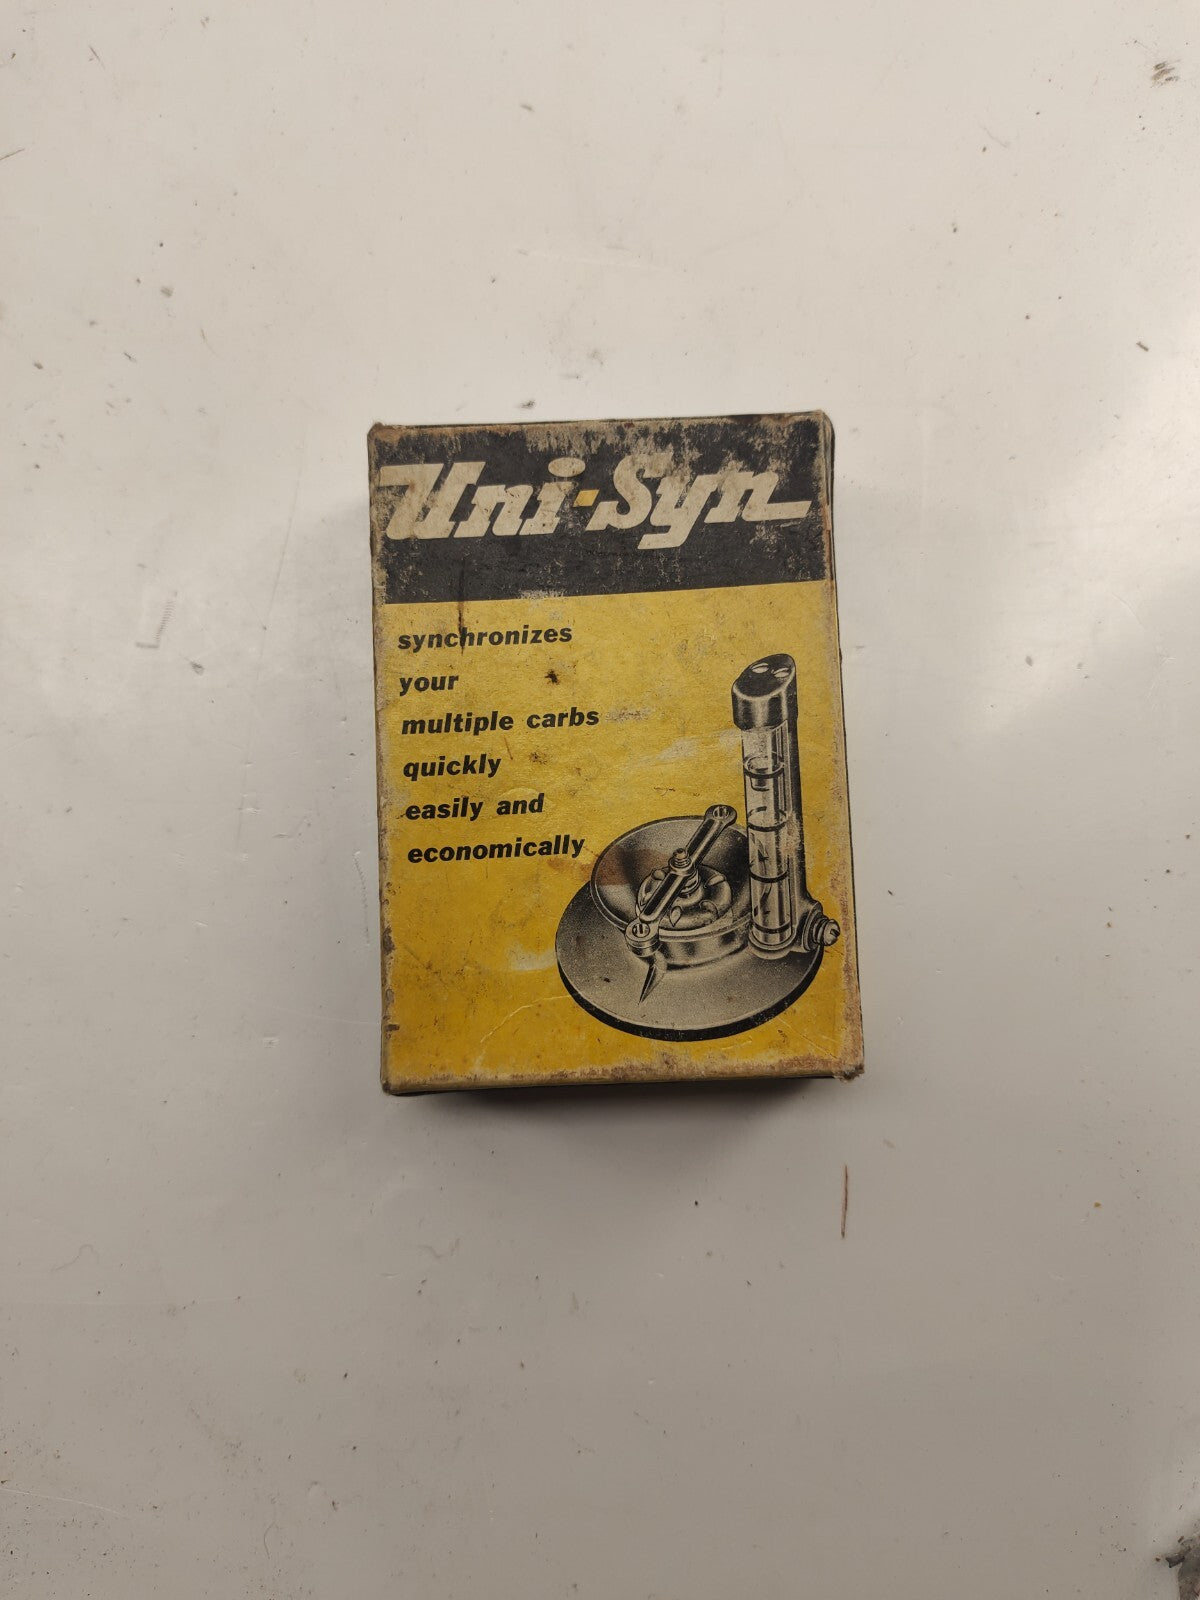 Uni-Syn
synchronizes
your
multiple carbs
quickly
easily and
economically